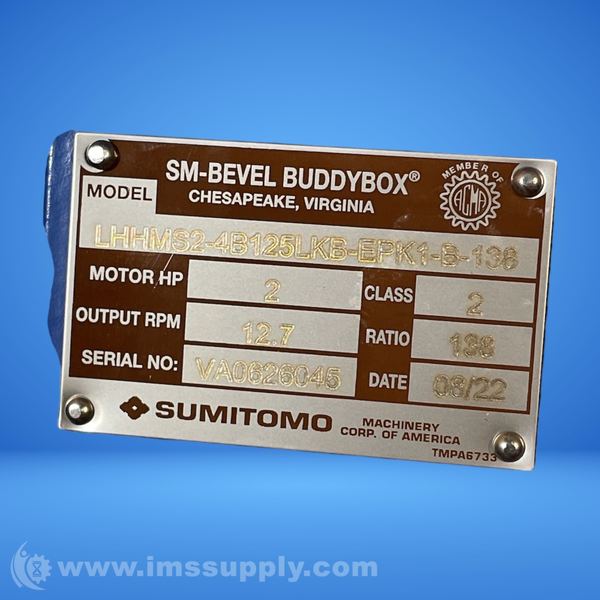 SM-BEVEL BUDDYBOX®
CHESAPEAKE, VIRGINIA
MEMBER OF
AGMA
MODEL
LHHMS2-4B125LKB-EPK1-B-138
MOTOR HP 2 CLASS 2
OUTPUT RPM 12.7 RATIO 138
SERIAL NO: VA0626045 DATE 08/22
SUMITOMO MACHINERY
CORP. OF AMERICA
TMPA6733
www.imssupply.com